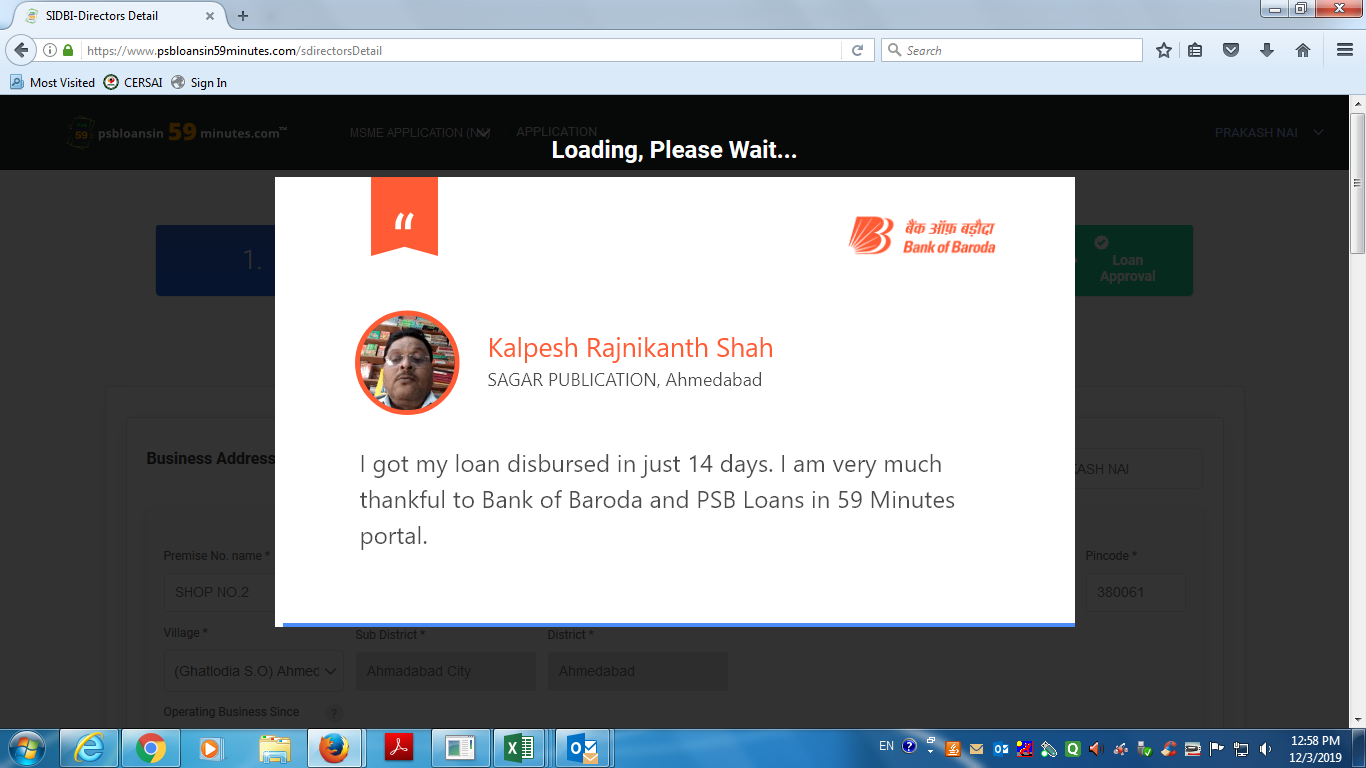 SIDBI-Directors Detail
https://www.psbloansin59minutes.com/sdirectorsDetail
Search
Most Visited CERSAI Sign In
psbloansin 59 minutes.com™
MSME APPLICATION
APPLICATION
PRAKASH NAI
Loading, Please Wait...
“
बैंक ऑफ़ बड़ौदा
Bank of Baroda
1.
Loan
Approval
Kalpesh Rajnikanth Shah
SAGAR PUBLICATION, Ahmedabad
I got my loan disbursed in just 14 days. I am very much
thankful to Bank of Baroda and PSB Loans in 59 Minutes
portal.
Business Address
KASH NAI
Premise No. name *
Pincode *
SHOP NO.2
380061
Village * Sub District * District *
(Ghatlodia S.O) Ahmed Ahmadabad City Ahmedabad
Operating Business Since ?
EN
12:58 PM
12/3/2019